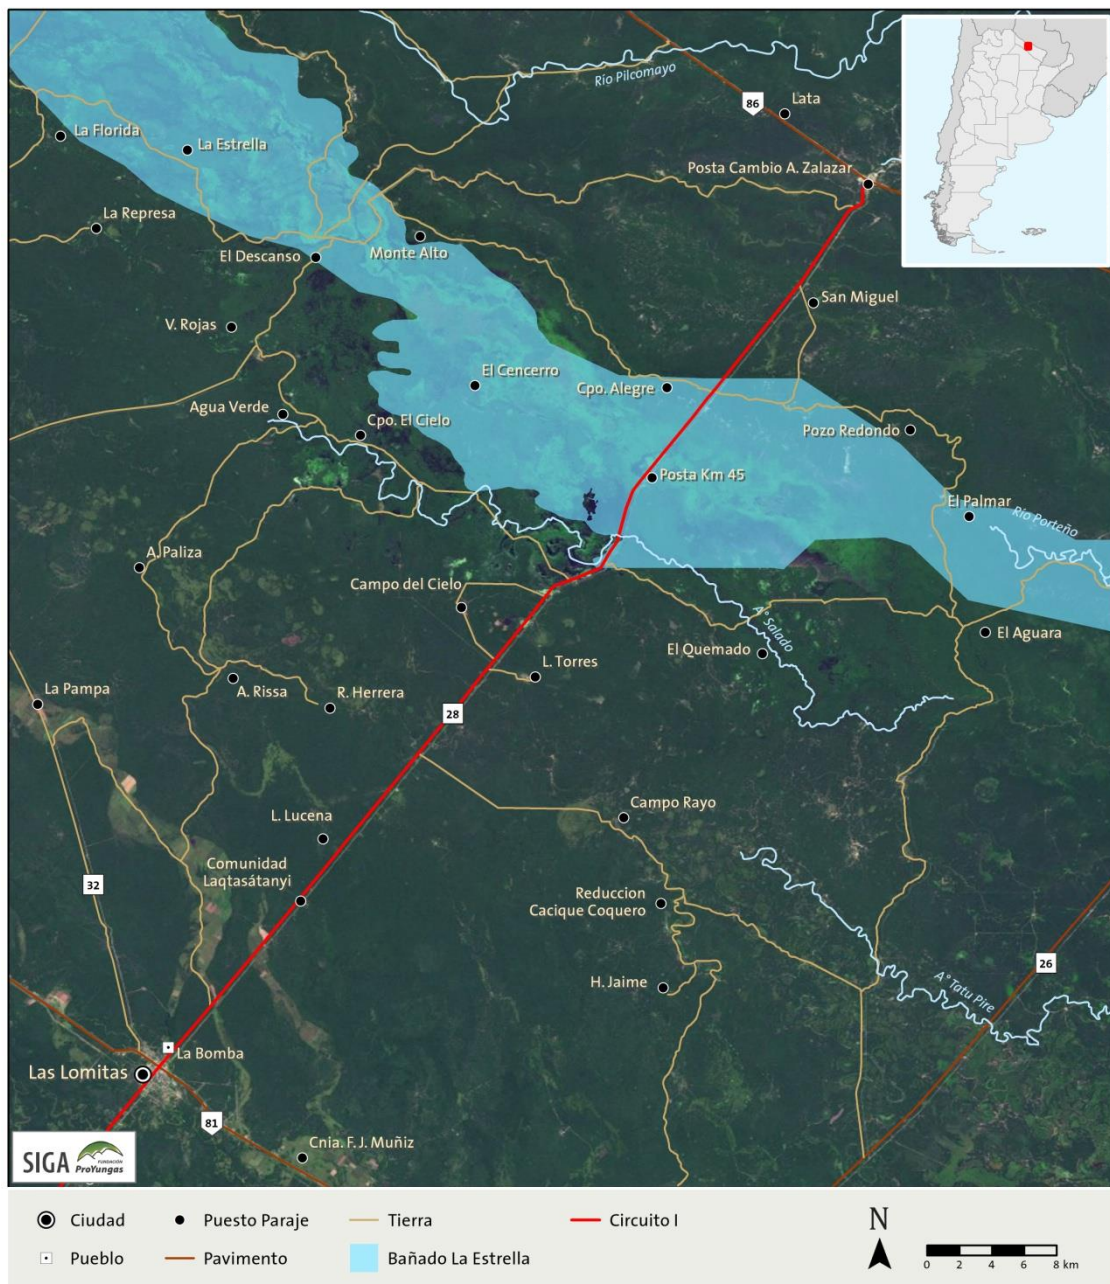 Río Pilcomayo
86
Lata
La Florida
La Estrella
Posta Cambio A. Zalazar
La Represa
El Descanso
Monte Alto
V. Rojas
San Miguel
El Cencerro
Cpo. Alegre
Agua Verde
Cpo. El Cielo
Pozo Redondo
Posta Km 45
El Palmar
Río Porteño
A. Paliza
Campo del Cielo
A° Salado
El Quemado
El Aguara
L. Torres
La Pampa
A. Rissa
R. Herrera
28
Campo Rayo
L. Lucena
Comunidad
Laqtasátanyi
32
Reduccion
Cacique Coquero
26
H. Jaime
A° Tatu Pire
La Bomba
Las Lomitas
81
Cnia. F. J. Muñiz
SIGA
FUNDACIÓN
ProYungas
Ciudad
Puesto Paraje
Tierra
Circuito I
N
Pueblo
Pavimento
Bañado La Estrella
0 2 4 6 8 km